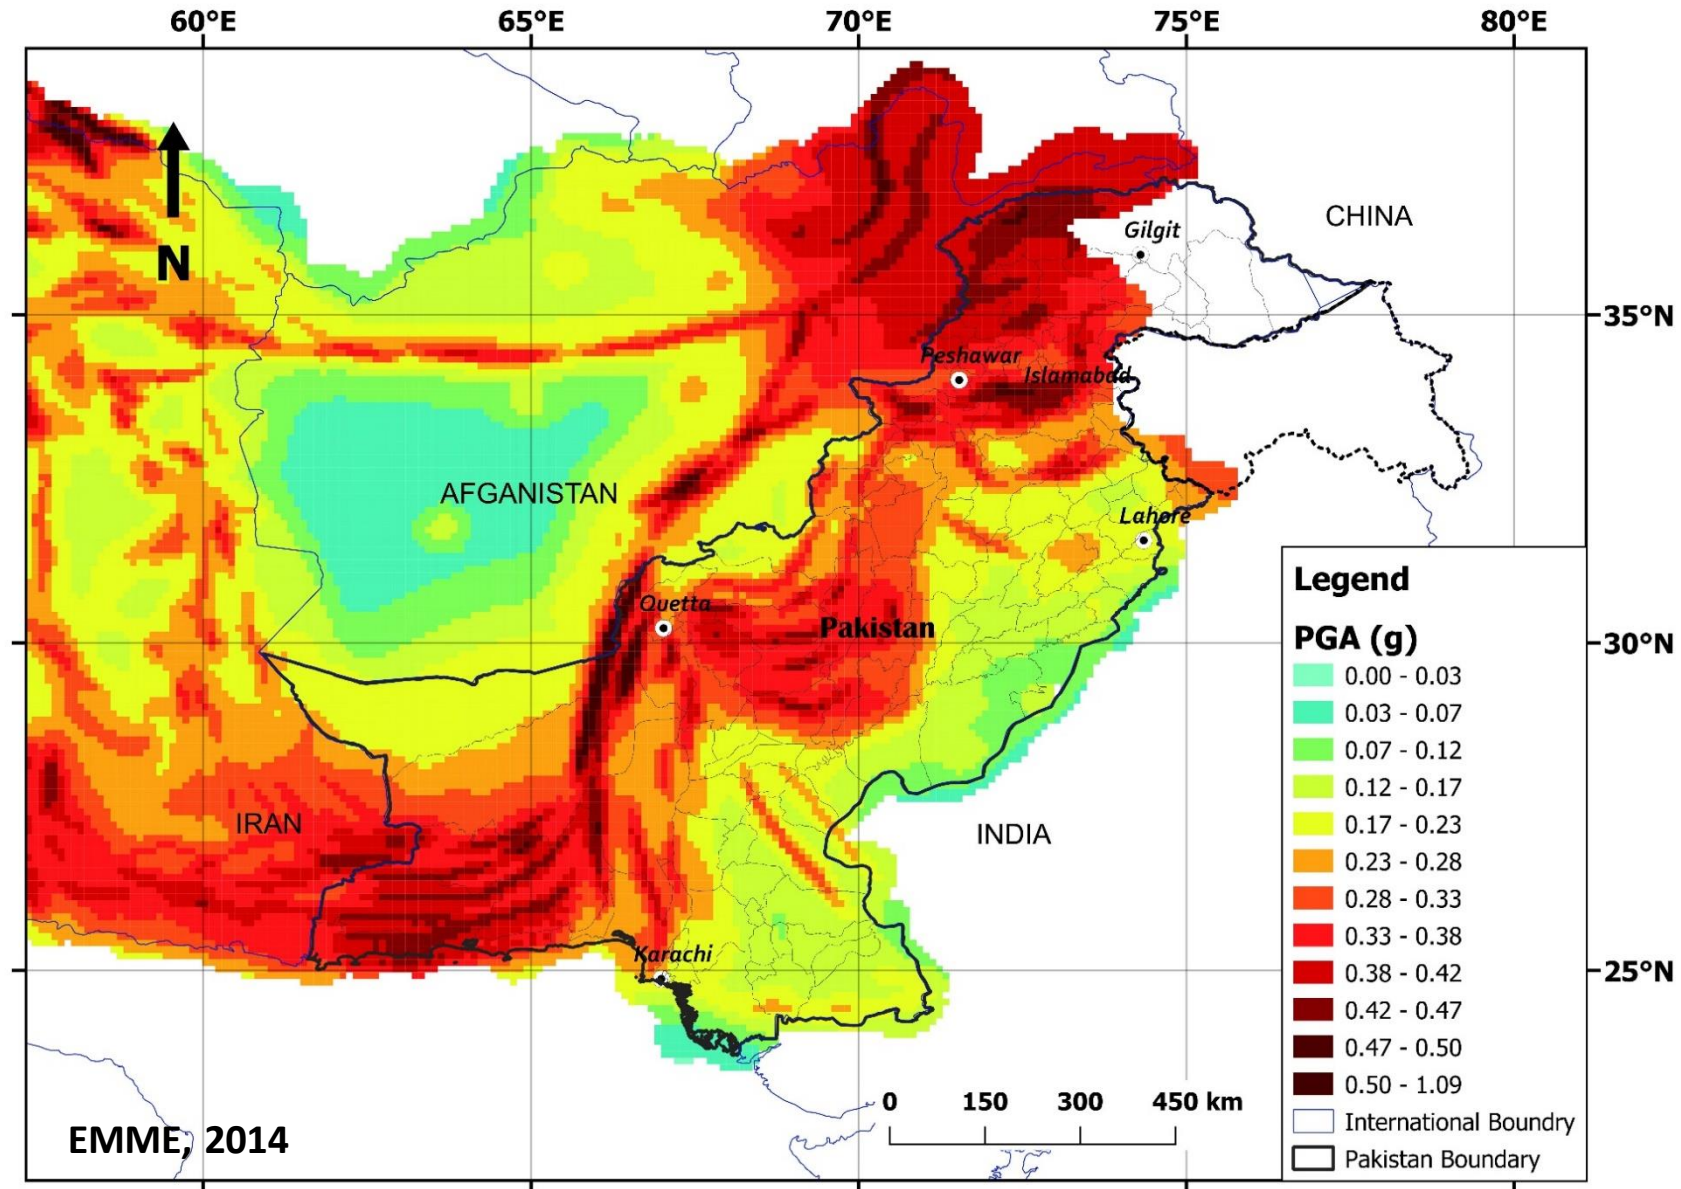 60°E 65°E 70°E 75°E 80°E
N
CHINA
Gilgit
35°N
Peshawar
Islamabad
AFGANISTAN
Lahore
Quetta
Pakistan
30°N
IRAN
INDIA
Karachi
25°N
Legend
PGA (g)
0.00 - 0.03
0.03 - 0.07
0.07 - 0.12
0.12 - 0.17
0.17 - 0.23
0.23 - 0.28
0.28 - 0.33
0.33 - 0.38
0.38 - 0.42
0.42 - 0.47
0.47 - 0.50
0.50 - 1.09
International Boundry
Pakistan Boundary
0 150 300 450 km
EMME, 2014